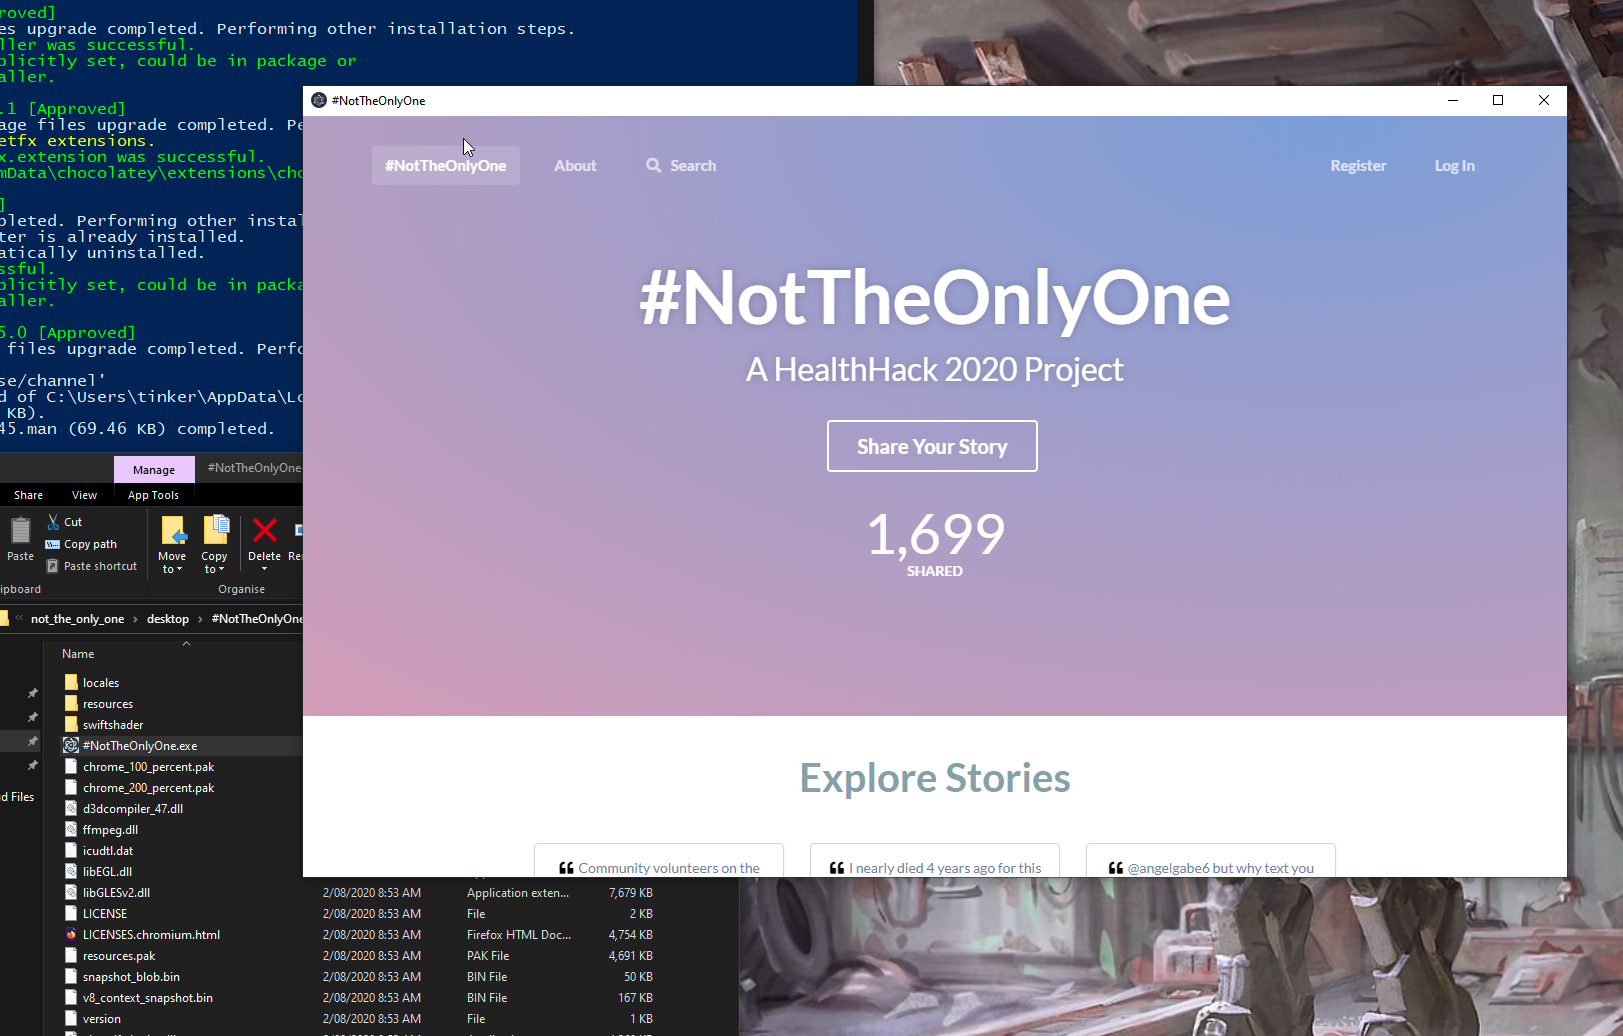 roved]
es upgrade completed. Performing other installation steps.
ller was successful.
plicitly set, could be in package or
aller.
.1 [Approved]
age files upgrade completed. Pe
etfx extensions.
x.extension was successful.
mData\chocolatey\extensions\cho
]
pleted. Performing other instal
ter is already installed.
atically uninstalled.
ssful.
plicitly set, could be in packa
aller.
5.0 [Approved]
files upgrade completed. Perfo
se/channel'
d of C:\Users\tinker\AppData\Lo
KB).
45.man (69.46 KB) completed.
#NotTheOnlyOne
#NotTheOnlyOne
About
Search
Register
Log In
#NotTheOnlyOne
A HealthHack 2020 Project
Share Your Story
1,699
SHARED
Explore Stories
Community volunteers on the
I nearly died 4 years ago for this
@angelgabe6 but why text you
Manage
#NotTheOnlyOne-
Share
View
App Tools
Paste
Cut
Copy path
Paste shortcut
Move to
Copy to
Delete
Re
ipboard
Organise
not_the_only_one > desktop > #NotTheOnlyOne
Name
d Files
locales
resources
swiftshader
#NotTheOnlyOne.exe
chrome_100_percent.pak
chrome_200_percent.pak
d3dcompiler_47.dll
ffmpeg.dll
icudtl.dat
libEGL.dll
libGLESv2.dll 2/08/2020 8:53 AM Application exten... 7,679 KB
LICENSE 2/08/2020 8:53 AM File 2 KB
LICENSES.chromium.html 2/08/2020 8:53 AM Firefox HTML Doc... 4,754 KB
resources.pak 2/08/2020 8:53 AM PAK File 4,691 KB
snapshot_blob.bin 2/08/2020 8:53 AM BIN File 50 KB
v8_context_snapshot.bin 2/08/2020 8:53 AM BIN File 167 KB
version 2/08/2020 8:53 AM File 1 KB